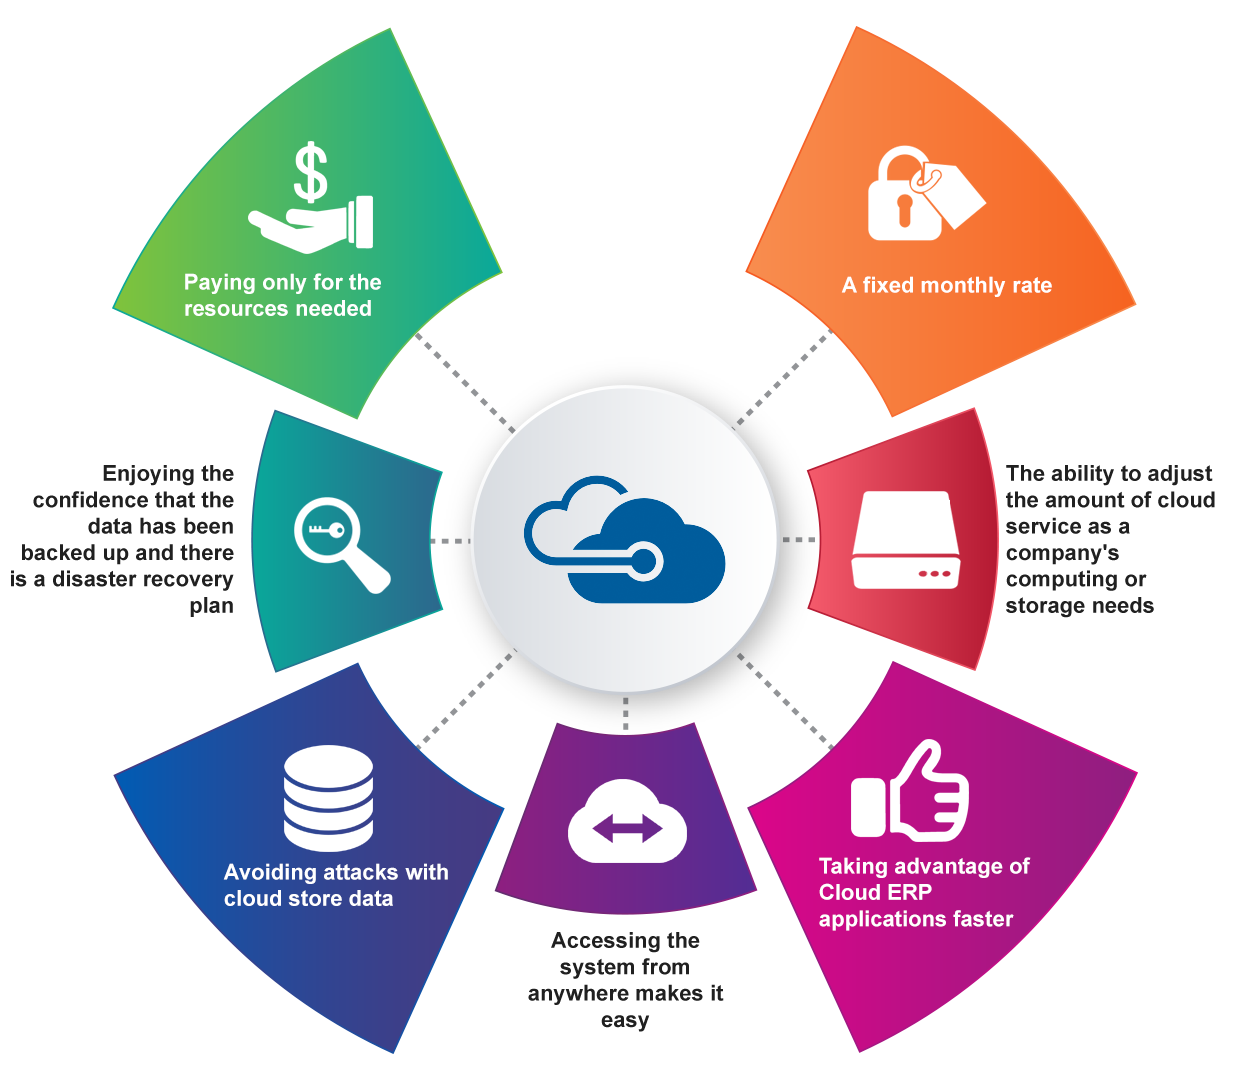 Paying only for the
resources needed
A fixed monthly rate
Enjoying the
confidence that the
data has been
backed up and there
is a disaster recovery
plan
The ability to adjust
the amount of cloud
service as a
company's
computing or
storage needs
Avoiding attacks with
cloud store data
Accessing the
system from
anywhere makes it
easy
Taking advantage of
Cloud ERP
applications faster